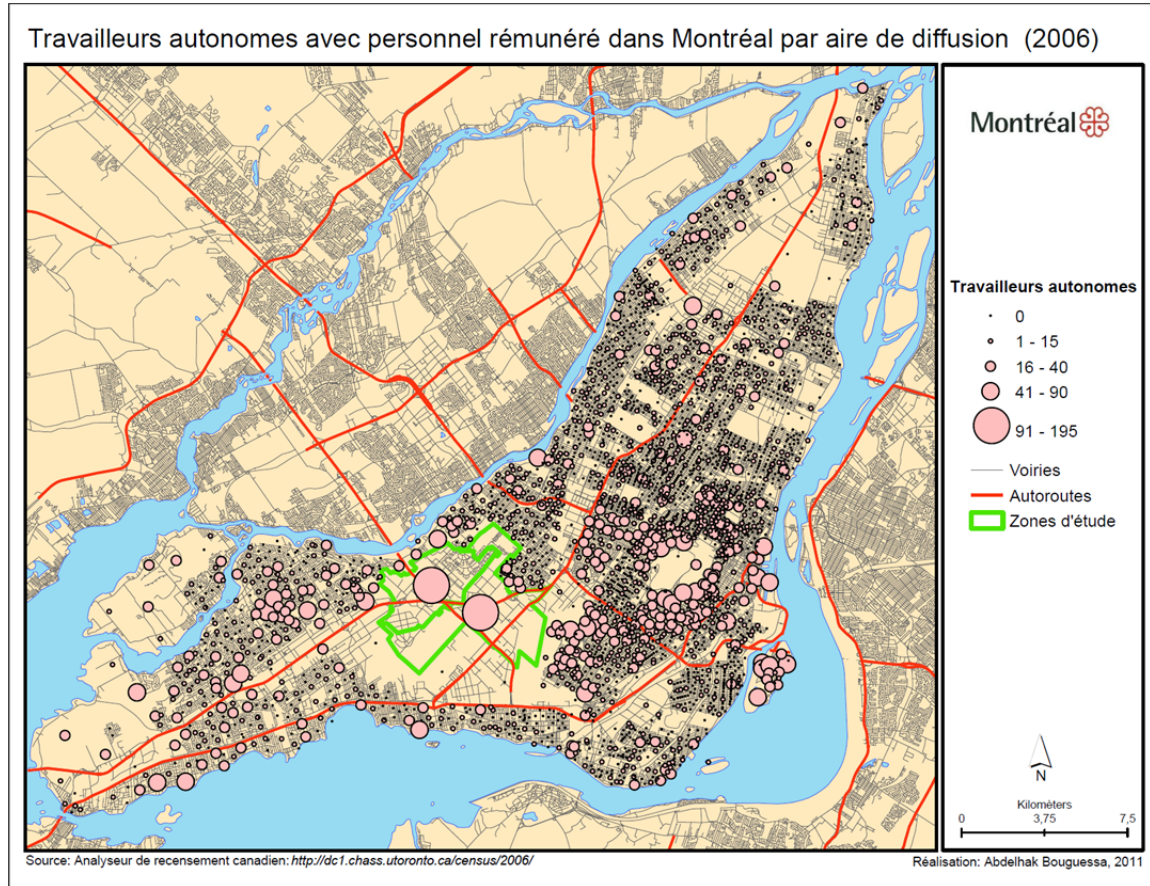 Travailleurs autonomes avec personnel rémunéré dans Montréal par aire de diffusion (2006)
Montréal
Travailleurs autonomes
0
1 - 15
16 - 40
41 - 90
91 - 195
Voiries
Autoroutes
Zones d'étude
N
Kilomèters
0 3,75 7,5
Source: Analyseur de recensement canadien: http://dc1.chass.utoronto.ca/census/2006/
Réalisation: Abdelhak Bouguessa, 2011